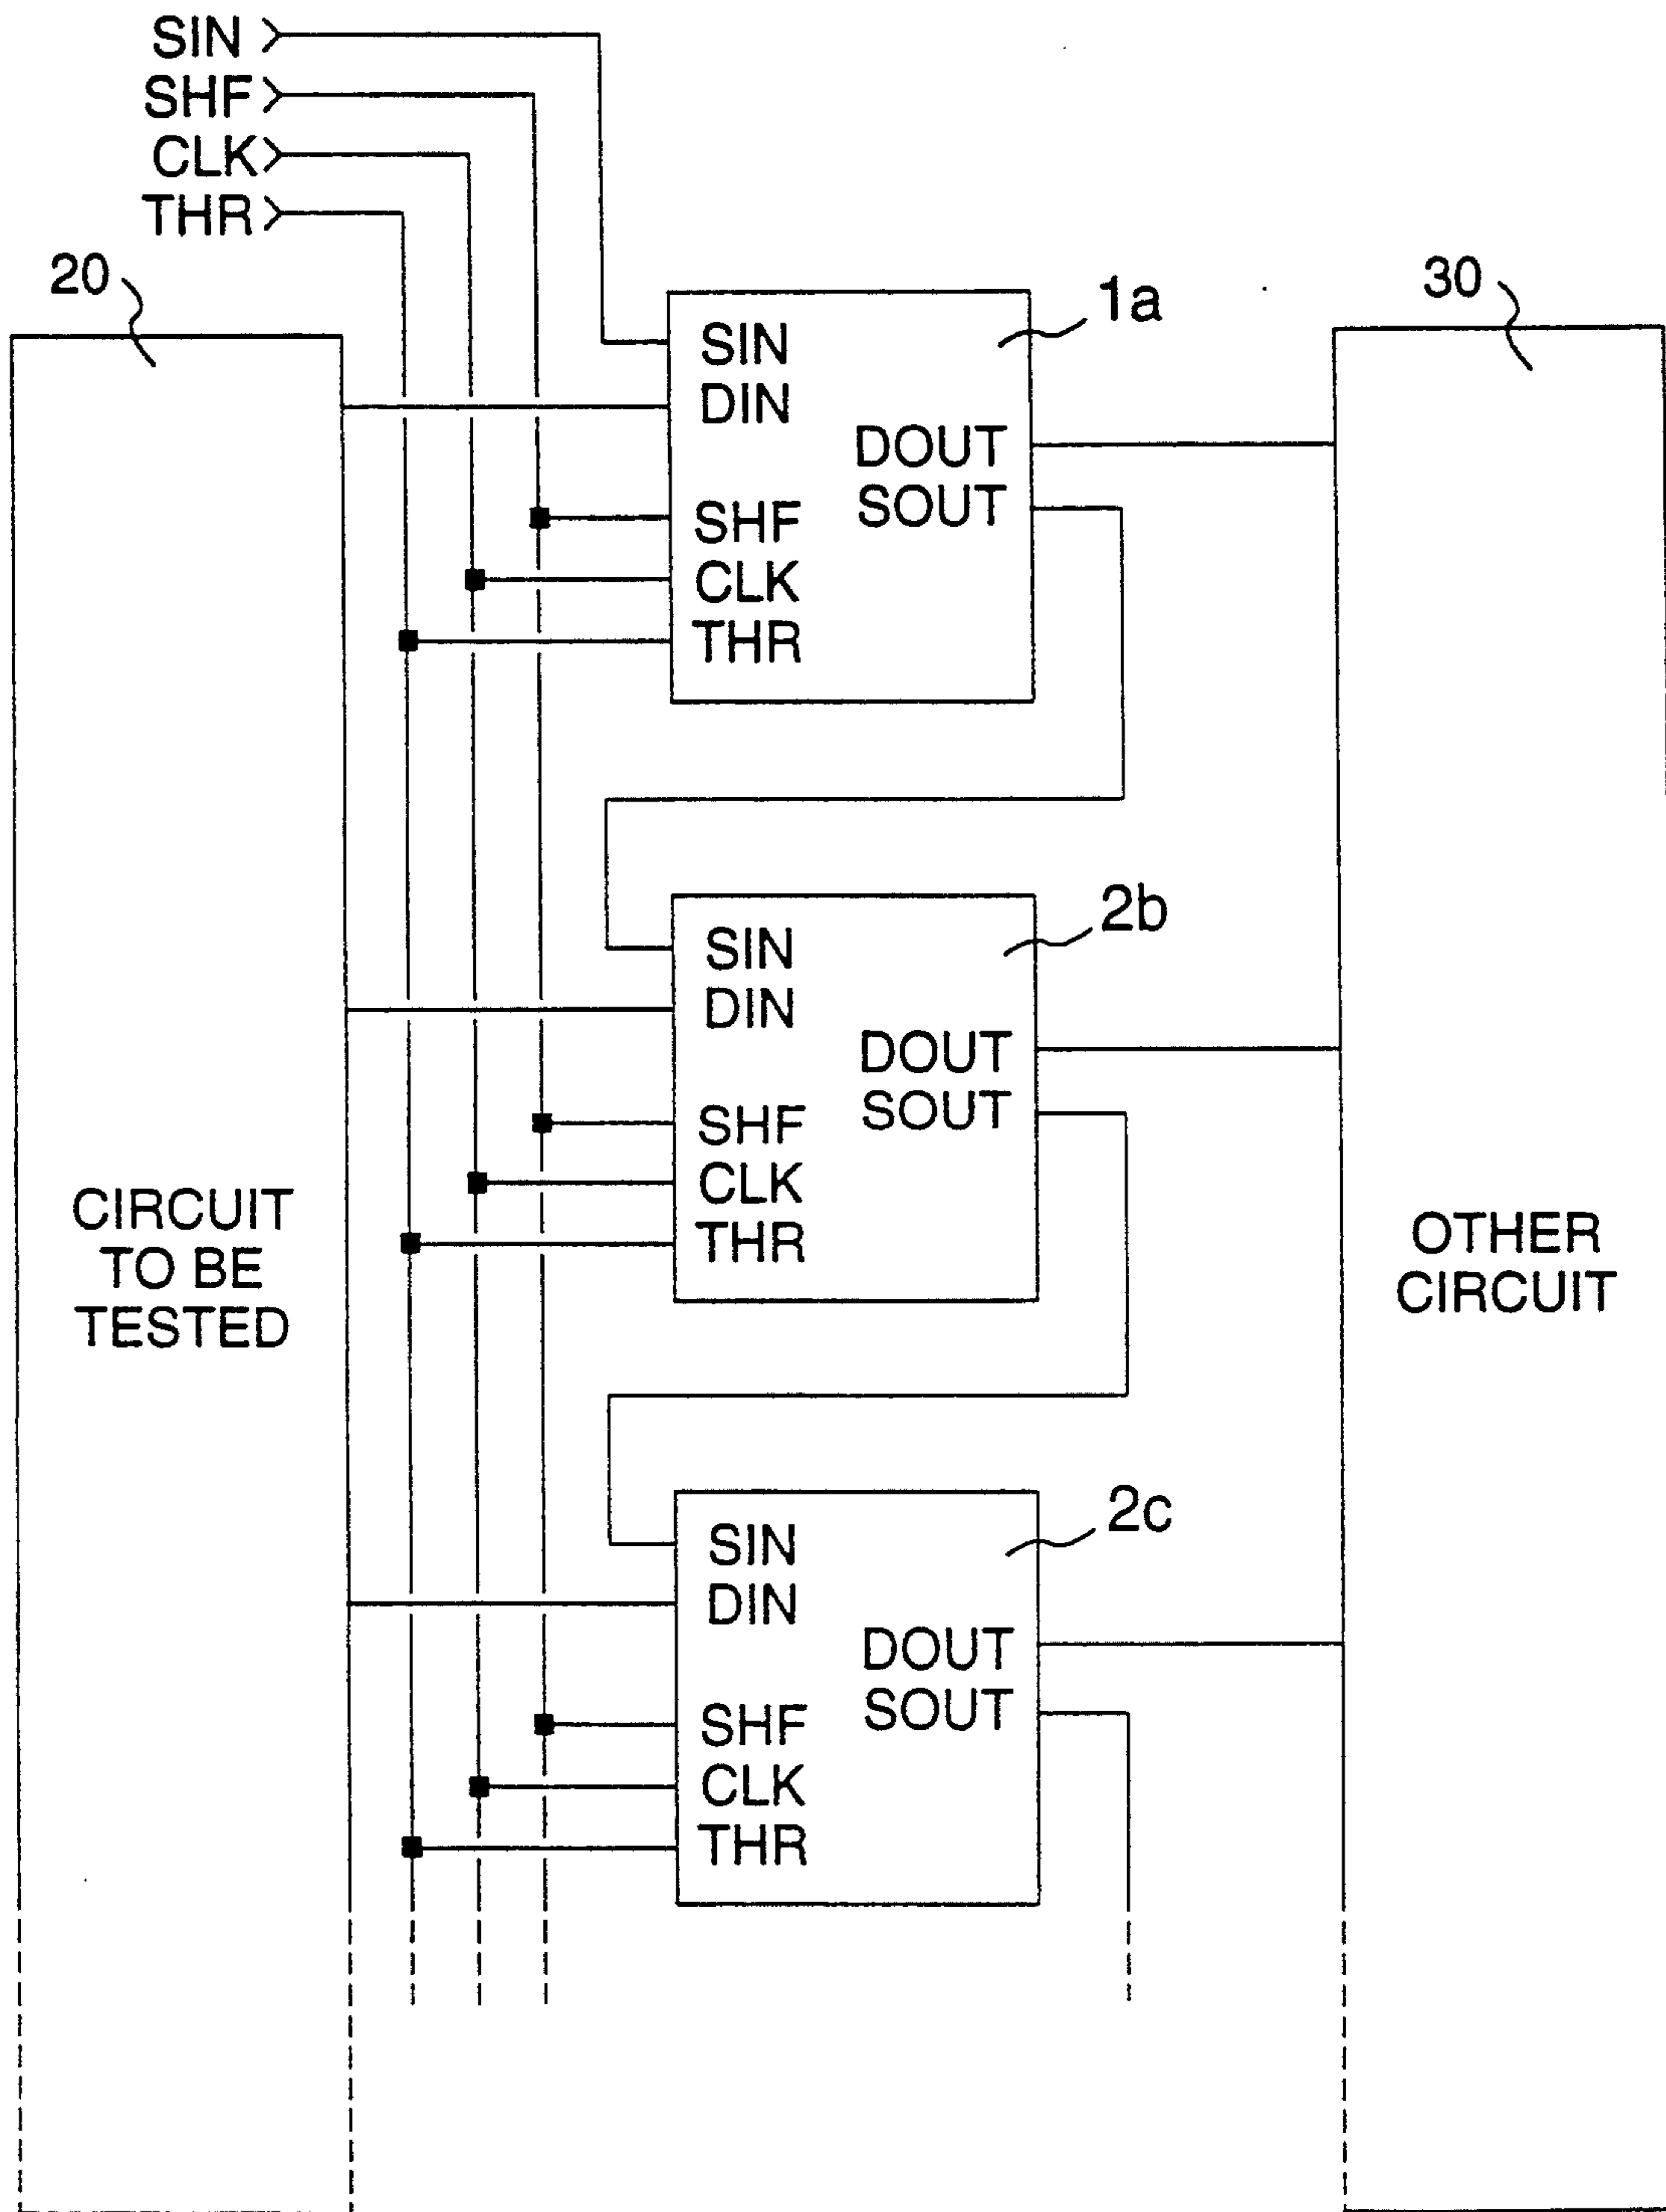 SIN
SHF
CLK
THR
20
30
1a
SIN
DIN
DOUT
SOUT
SHF
CLK
THR
2b
SIN
DIN
DOUT
SOUT
SHF
CLK
THR
CIRCUIT
TO BE
TESTED
OTHER
CIRCUIT
2c
SIN
DIN
DOUT
SOUT
SHF
CLK
THR